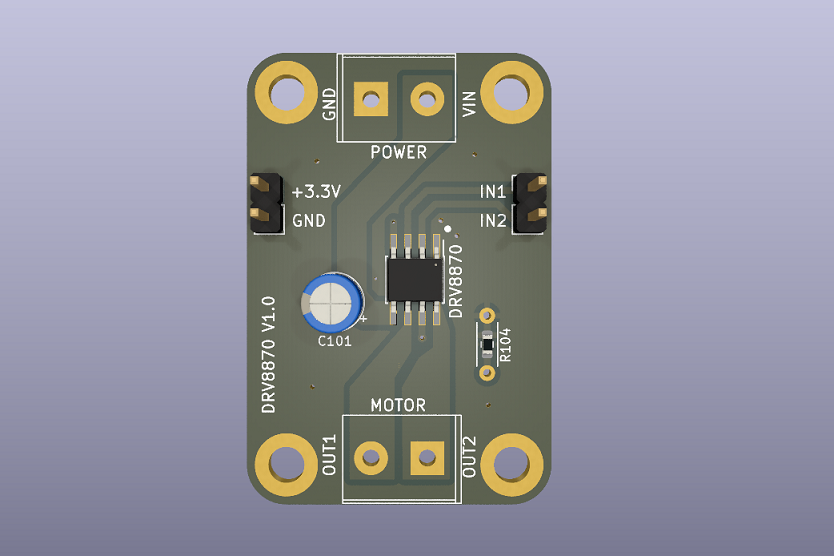 GND
VIN
POWER
+3.3V
GND
IN1
IN2
DRV8870
+
C101
R104
DRV8870 V1.0
MOTOR
OUT1
OUT2